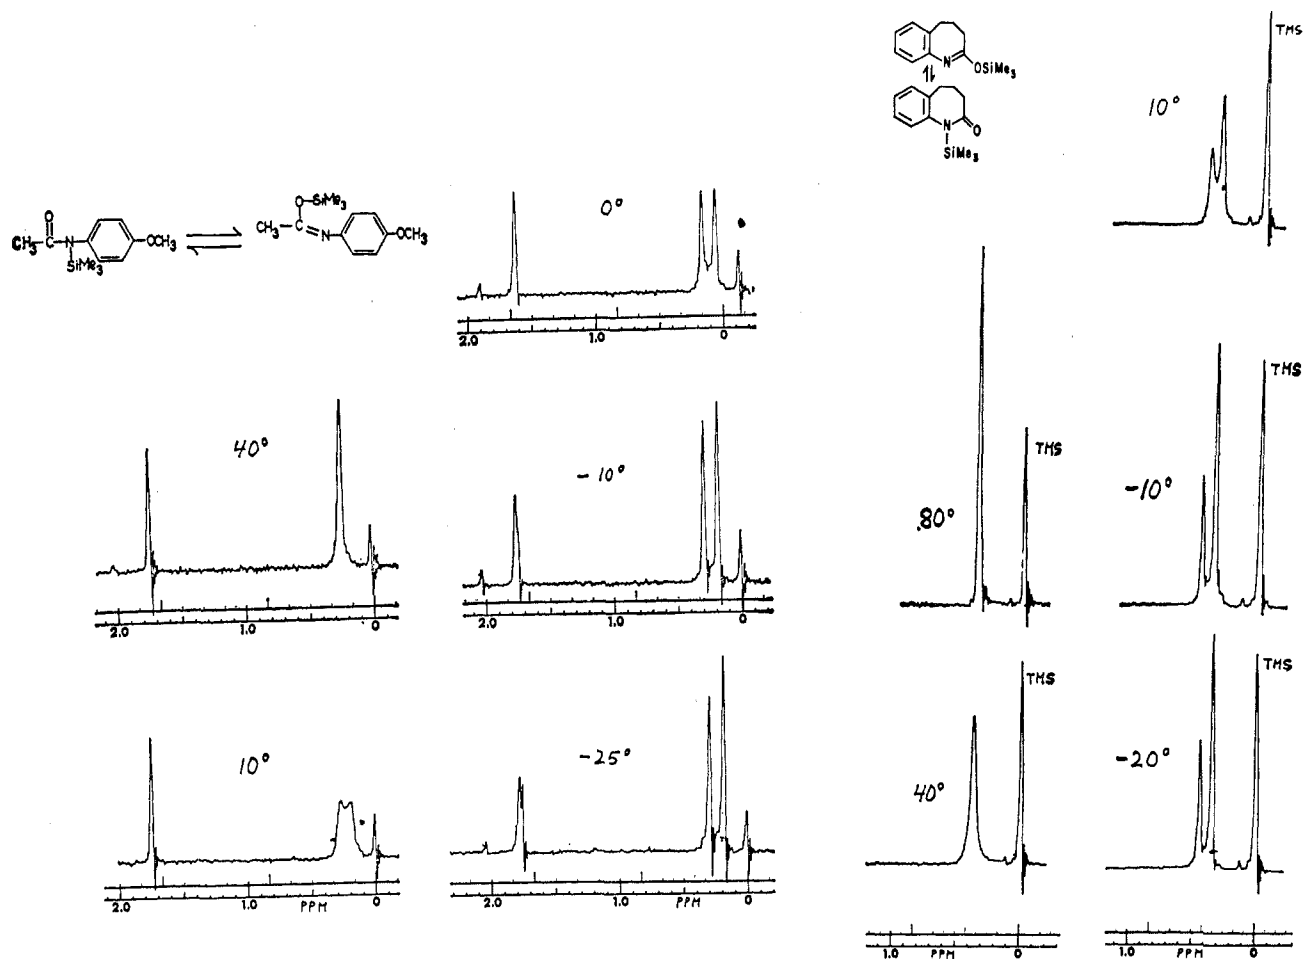 O
CH₃
C
N
SiMe₃
OCH₃
O SiMe₃
CH₃
C
N
OCH₃
0°
2.0 1.0 0
40°
2.0 1.0 0
-10°
2.0 1.0 0
10°
2.0 1.0 PPM 0
-25°
2.0 1.0 PPM 0
N OSiMe₃
N O
SiMe₃
80°
TMS
40°
TMS
1.0 PPM 0
10°
TMS
-10°
TMS
-20°
TMS
1.0 PPM 0